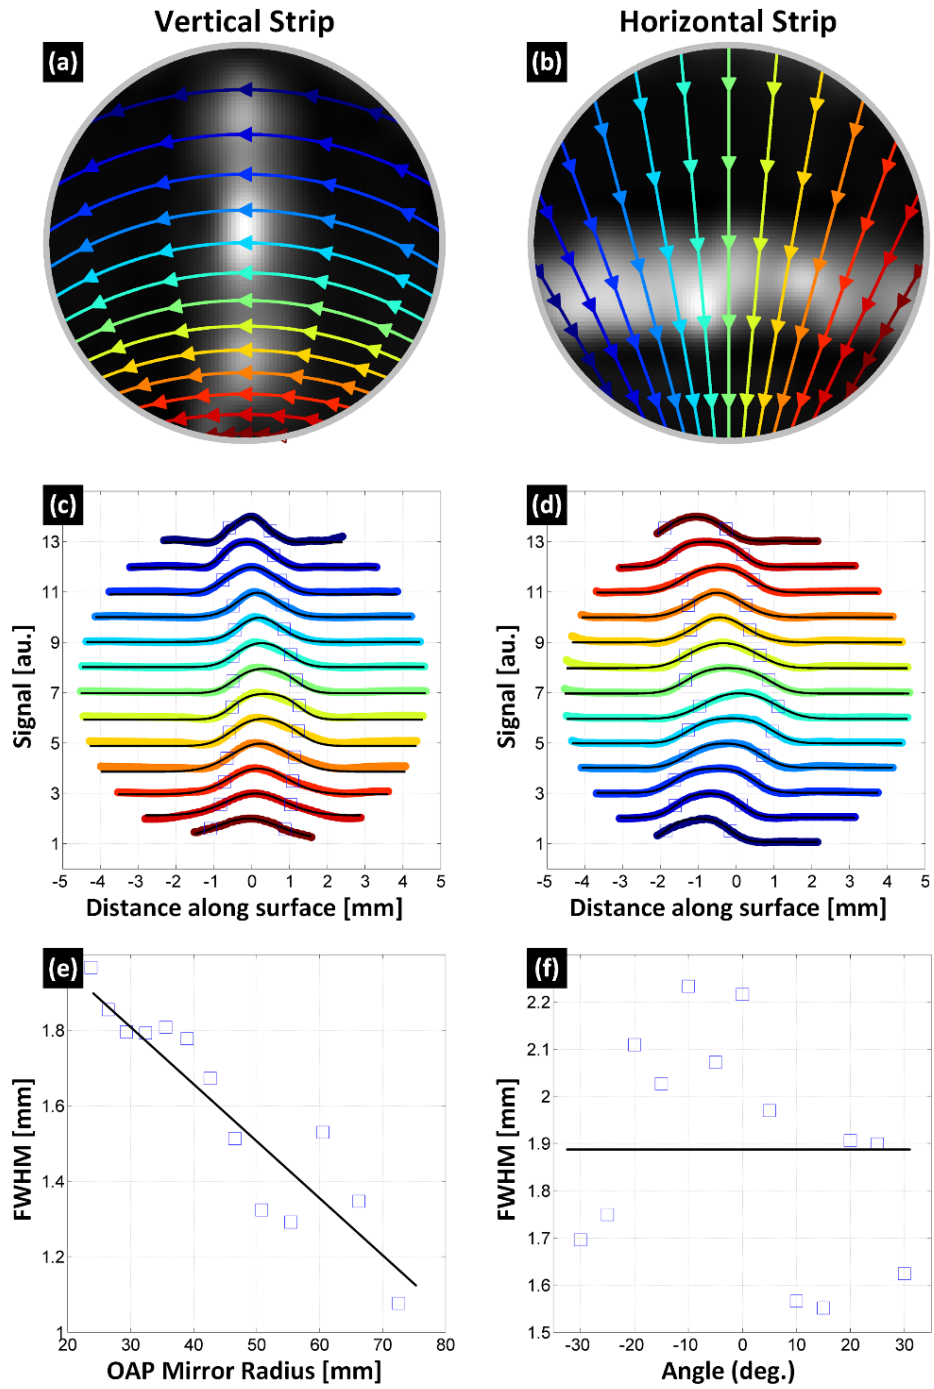 Vertical Strip Horizontal Strip
(a) (b)
(c) (d)
13 13
11 11
9 9
7 7
5 5
3 3
1 1
Signal [au.] Signal [au.]
-5 -4 -3 -2 -1 0 1 2 3 4 5 -5 -4 -3 -2 -1 0 1 2 3 4 5
Distance along surface [mm] Distance along surface [mm]
(e) (f)
1.8 2.2
1.6 2.1
1.4 2
1.2 1.9
1 1.8
1.7
1.6
1.5
FWHM [mm] FWHM [mm]
20 30 40 50 60 70 80 -30 -20 -10 0 10 20 30
OAP Mirror Radius [mm] Angle (deg.)